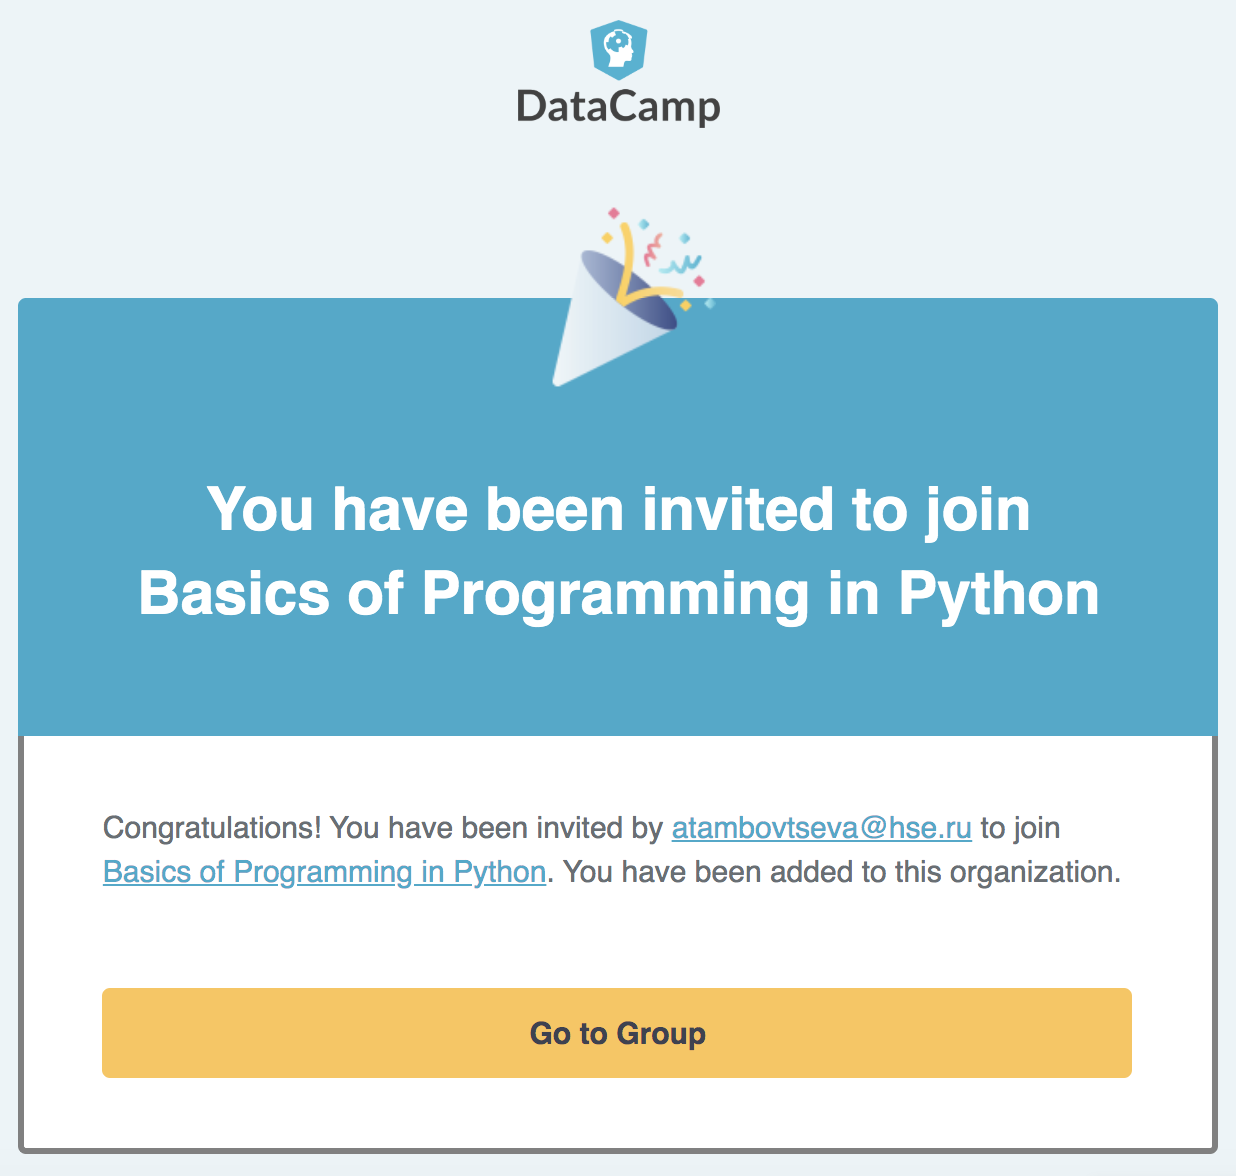 DataCamp
You have been invited to join
Basics of Programming in Python
Congratulations! You have been invited by atambovtseva@hse.ru to join
Basics of Programming in Python. You have been added to this organization.
Go to Group